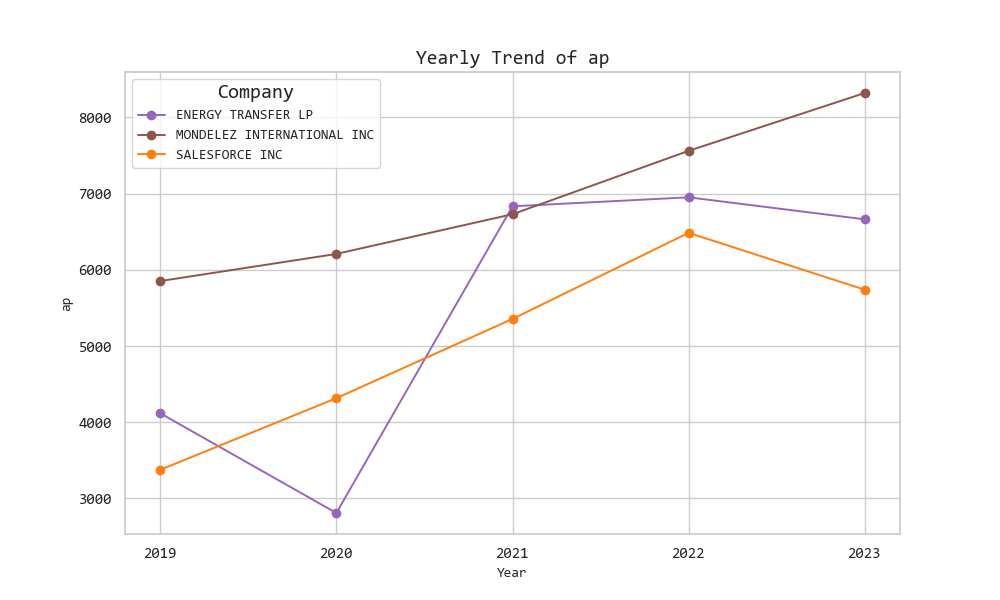 Yearly Trend of ap
Company
ENERGY TRANSFER LP
MONDELEZ INTERNATIONAL INC
SALESFORCE INC
8000
7000
6000
5000
4000
3000
ap
2019 2020 2021 2022 2023
Year